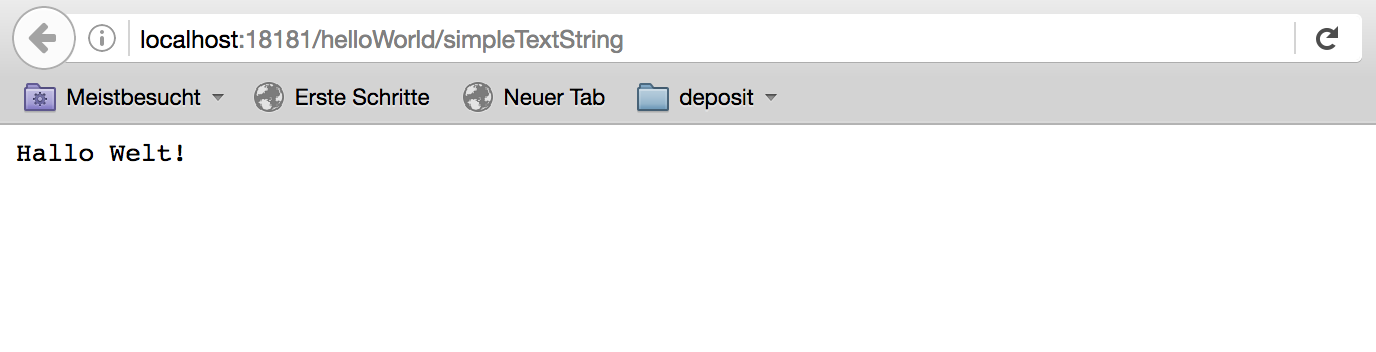 localhost:18181/helloWorld/simpleTextString
Meistbesucht Erste Schritte Neuer Tab deposit
Hallo Welt!